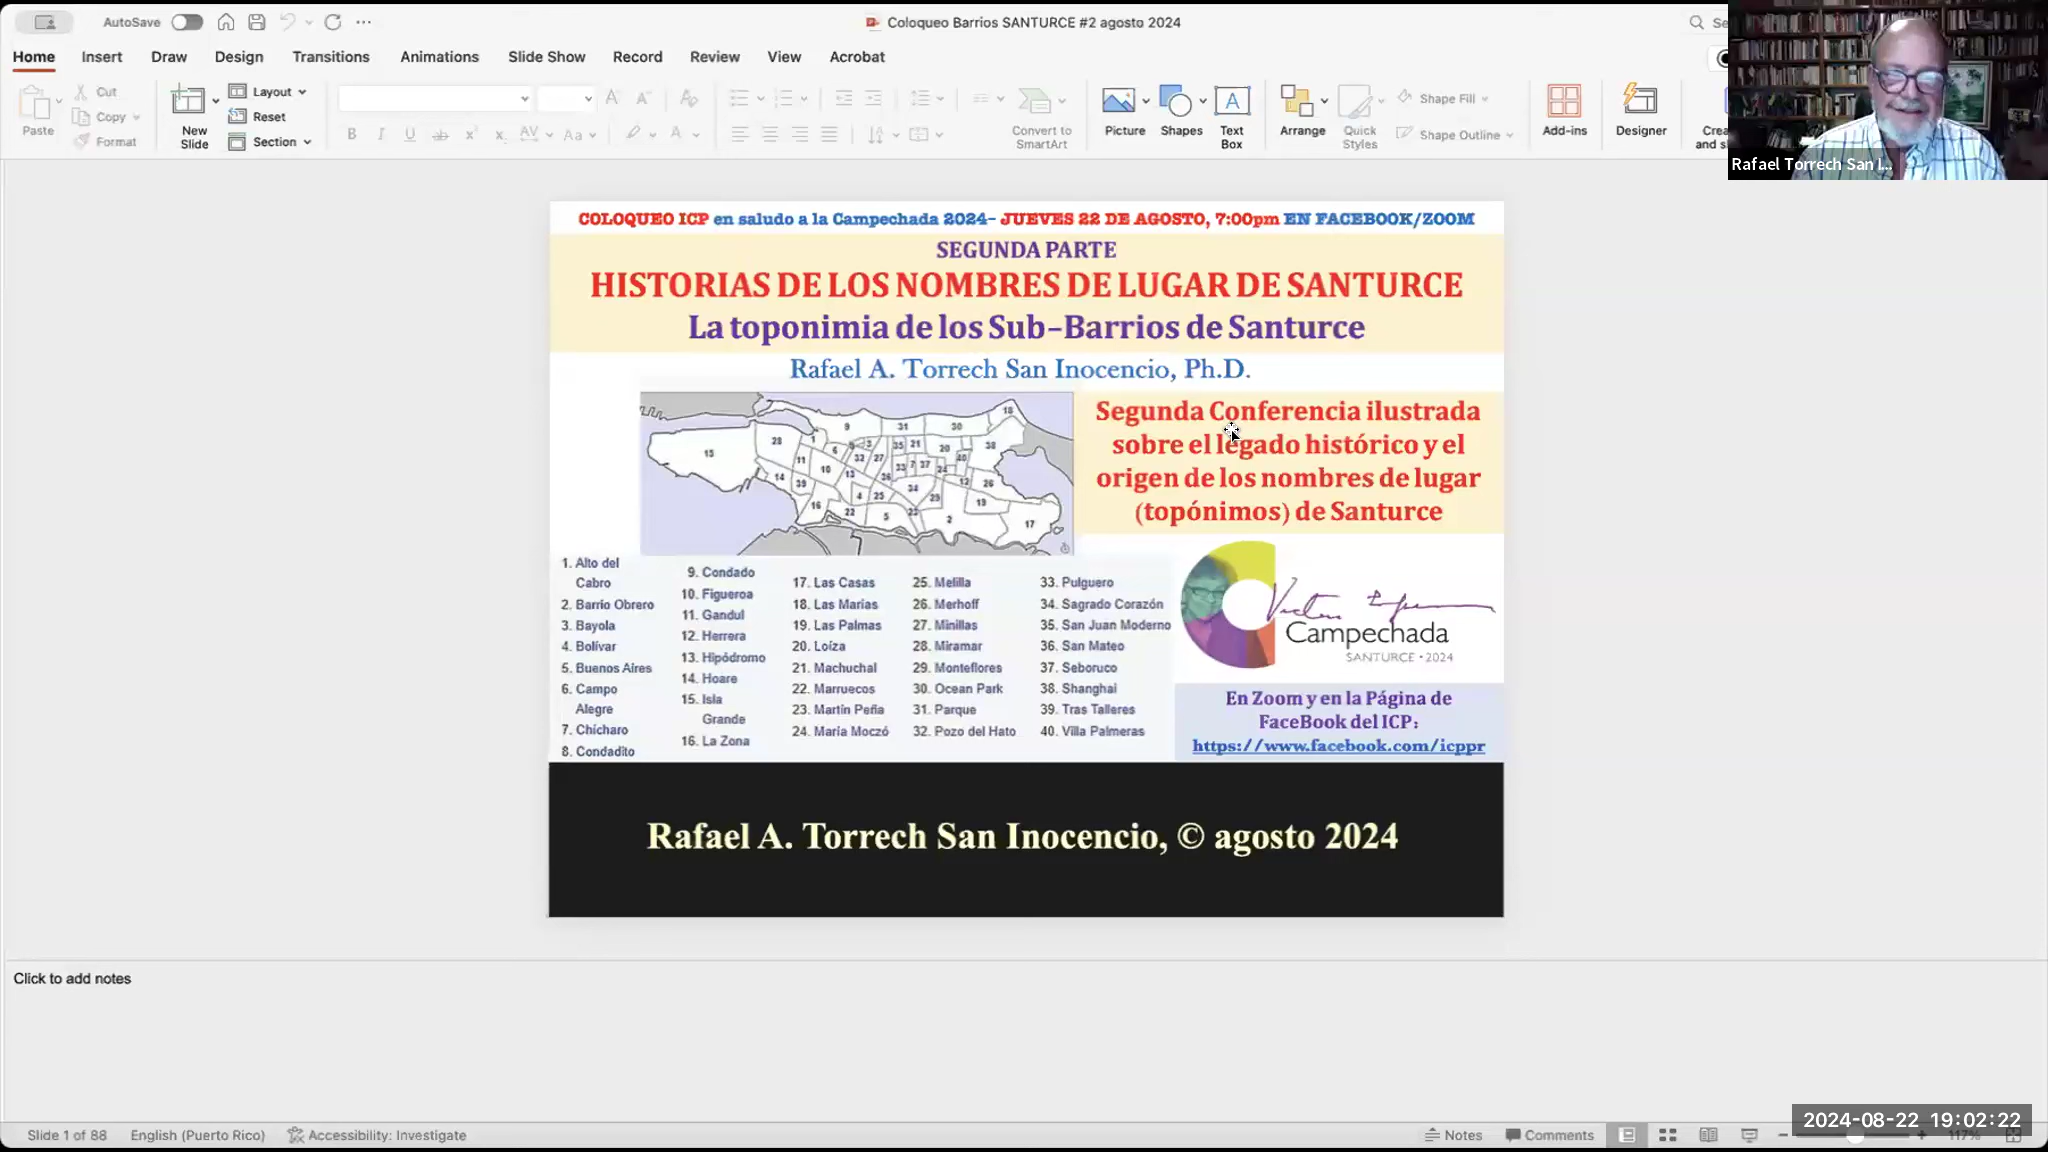 AutoSave
Coloqueo Barrios SANTURCE #2 agosto 2024
Home Insert Draw Design Transitions Animations Slide Show Record Review View Acrobat
Paste
Cut
Copy
Format
New Slide
Layout
Reset
Section
Convert to SmartArt
Picture
Shapes
Text Box
Arrange
Quick Styles
Shape Fill
Shape Outline
Add-ins
Designer
Rafael Torrech San I...
COLOQUEO ICP en saludo a la Campechada 2024- JUEVES 22 DE AGOSTO, 7:00pm EN FACEBOOK/ZOOM
SEGUNDA PARTE
HISTORIAS DE LOS NOMBRES DE LUGAR DE SANTURCE
La toponimia de los Sub-Barrios de Santurce
Rafael A. Torrech San Inocencio, Ph.D.
Segunda Conferencia ilustrada
sobre el legado histórico y el
origen de los nombres de lugar
(topónimos) de Santurce
1. Alto del
Cabro
2. Barrio Obrero
3. Bayola
4. Bolívar
5. Buenos Aires
6. Campo
Alegre
7. Chícharo
8. Condadito
9. Condado
10. Figueroa
11. Gandul
12. Herrera
13. Hipódromo
14. Hoare
15. Isla
Grande
16. La Zona
17. Las Casas
18. Las Marías
19. Las Palmas
20. Loíza
21. Machuchal
22. Marruecos
23. Martín Peña
24. María Moczó
25. Melilla
26. Merhoff
27. Minillas
28. Miramar
29. Monteflores
30. Ocean Park
31. Parque
32. Pozo del Hato
33. Pulguero
34. Sagrado Corazón
35. San Juan Moderno
36. San Mateo
37. Seboruco
38. Shanghai
39. Tras Talleres
40. Villa Palmeras
Campechada
SANTURCE • 2024
En Zoom y en la Página de
FaceBook del ICP:
https://www.facebook.com/icppr
Rafael A. Torrech San Inocencio, © agosto 2024
Click to add notes
Slide 1 of 88
English (Puerto Rico)
Accessibility: Investigate
Notes
Comments
2024-08-22 19:02:22